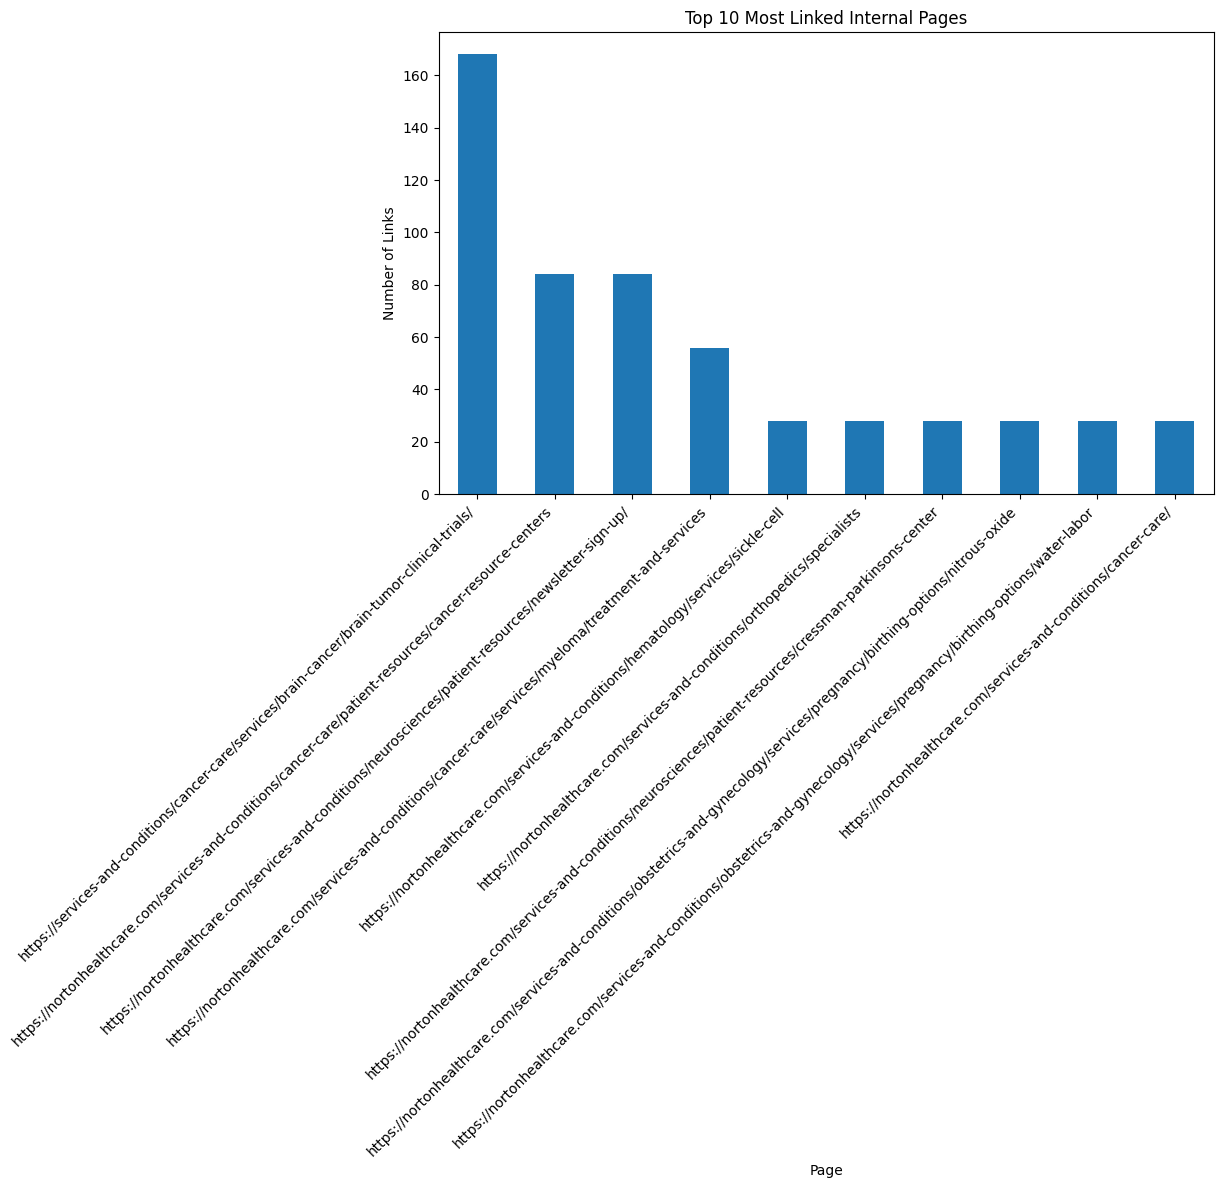 Top 10 Most Linked Internal Pages
Number of Links
160
140
120
100
80
60
40
20
0
https://services-and-conditions/cancer-care/services/brain-cancer/brain-tumor-clinical-trials/
https://nortonhealthcare.com/services-and-conditions/cancer-care/patient-resources/cancer-resource-centers
https://nortonhealthcare.com/services-and-conditions/neurosciences/patient-resources/newsletter-sign-up/
https://nortonhealthcare.com/services-and-conditions/cancer-care/services/myeloma/treatment-and-services
https://nortonhealthcare.com/services-and-conditions/hematology/services/sickle-cell
https://nortonhealthcare.com/services-and-conditions/orthopedics/specialists
https://nortonhealthcare.com/services-and-conditions/neurosciences/patient-resources/cressman-parkinsons-center
https://nortonhealthcare.com/services-and-conditions/obstetrics-and-gynecology/services/pregnancy/birthing-options/nitrous-oxide
https://nortonhealthcare.com/services-and-conditions/obstetrics-and-gynecology/services/pregnancy/birthing-options/water-labor
https://nortonhealthcare.com/services-and-conditions/cancer-care/
Page